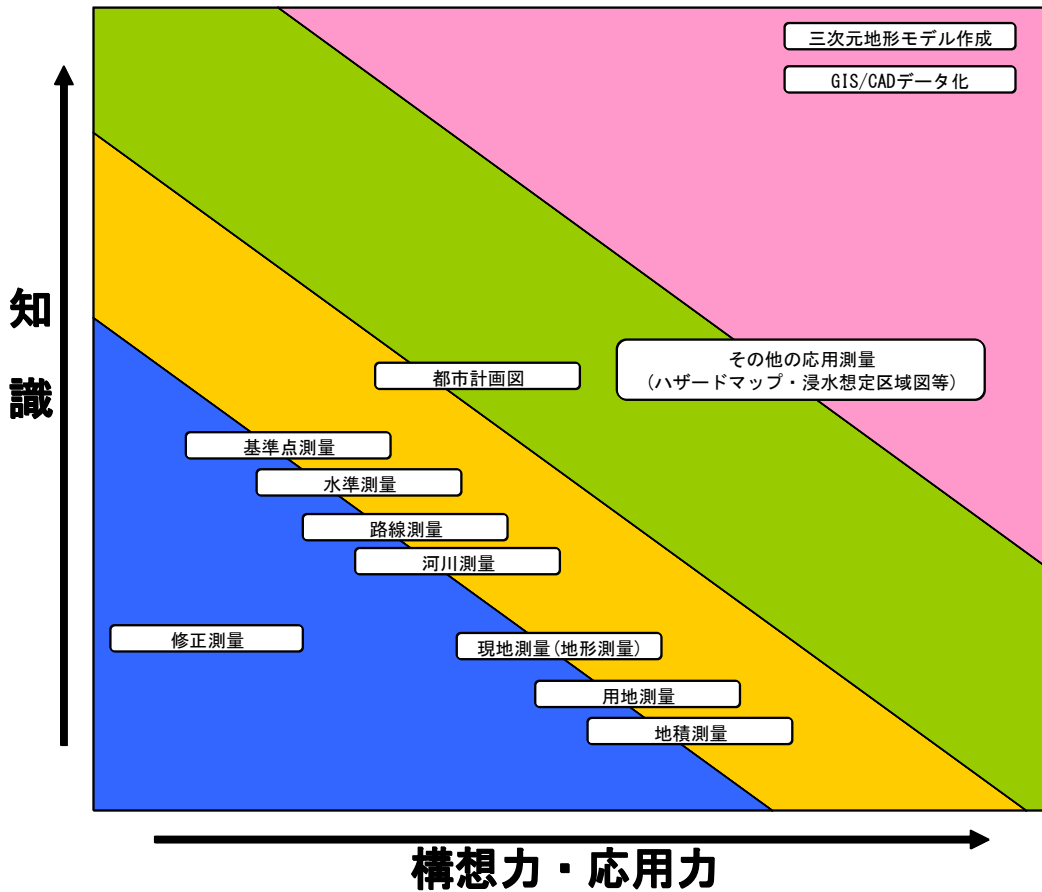 三次元地形モデル作成
GIS/CADデータ化
知識
その他の応用測量
(ハザードマップ・浸水想定区域図等)
都市計画図
基準点測量
水準測量
路線測量
河川測量
修正測量
現地測量(地形測量)
用地測量
地積測量
構想力・応用力